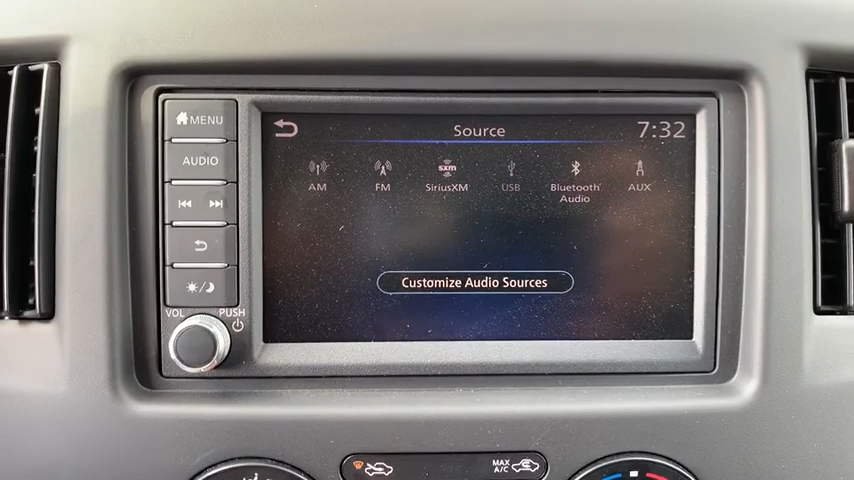 MENU
AUDIO
VOL
PUSH
Source
7:32
AM
FM
sxm
SiriusXM
USB
Bluetooth
Audio
AUX
Customize Audio Sources
MAX
A/C